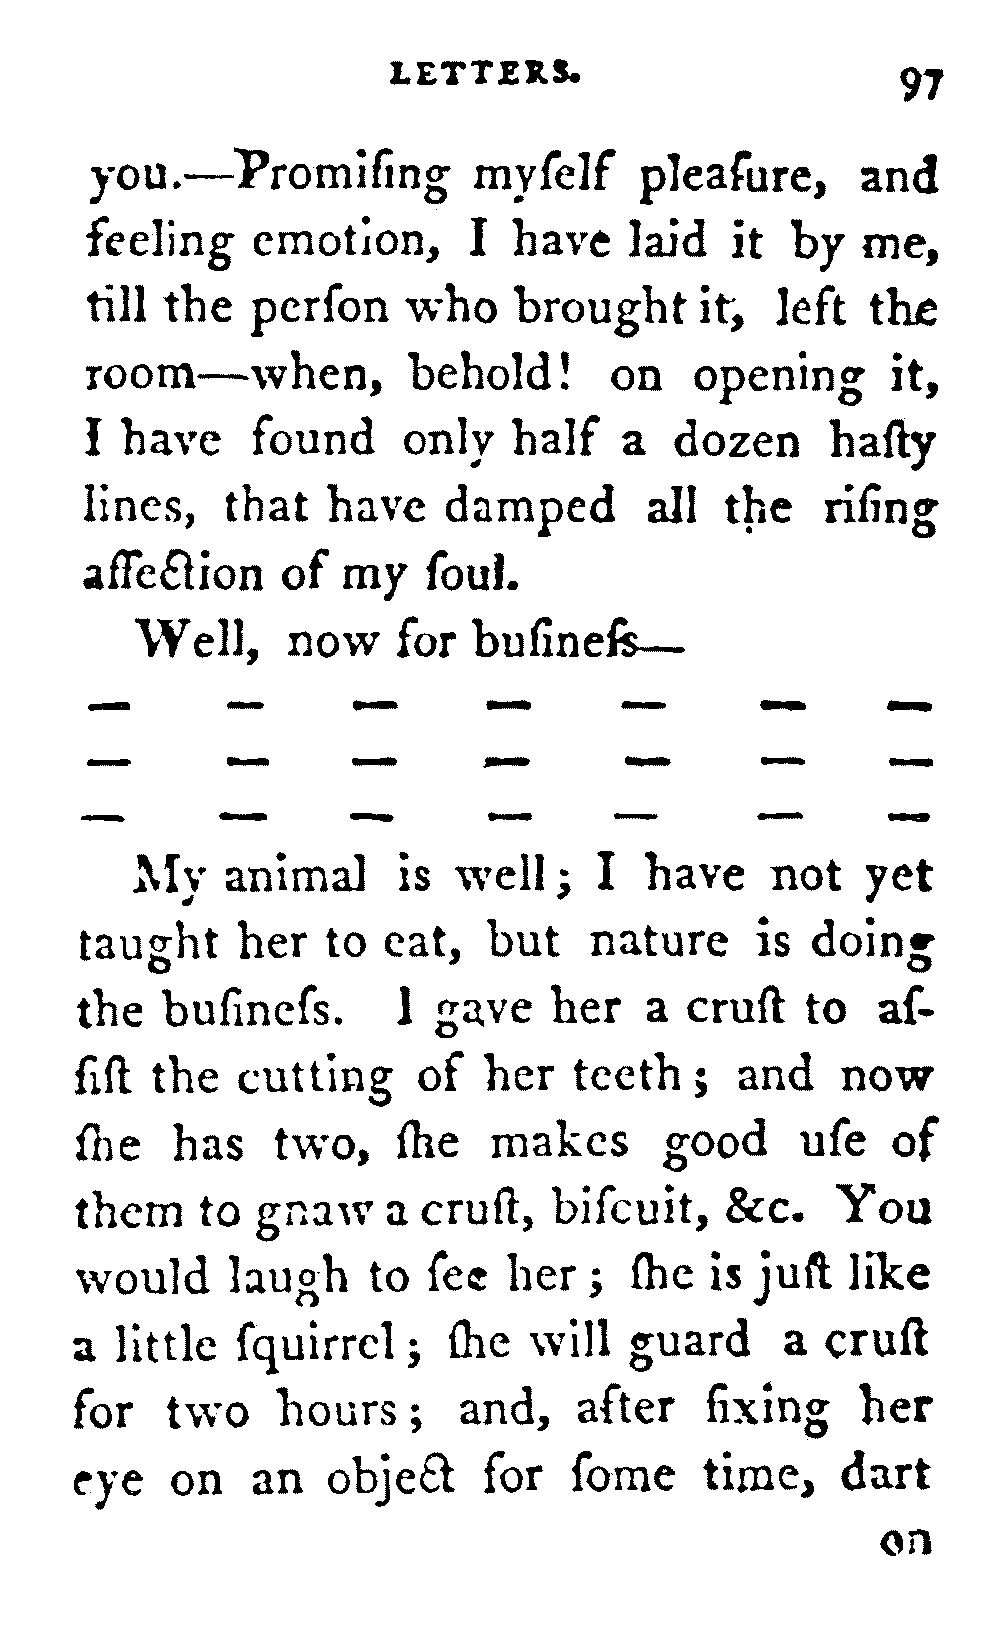 LETTERS.
97
you.—Promiſing myſelf pleaſure, and
feeling emotion, I have laid it by me,
till the perſon who brought it, left the
room—when, behold! on opening it,
I have found only half a dozen haſty
lines, that have damped all the riſing
affection of my ſoul.
Well, now for buſineſs—
— — — — — — —
— — — — — — —
— — — — — — —
My animal is well; I have not yet
taught her to eat, but nature is doing
the buſineſs. I gave her a cruſt to aſ-
ſiſt the cutting of her teeth; and now
ſhe has two, ſhe makes good uſe of
them to gnaw a cruſt, biſcuit, &c. You
would laugh to ſee her; ſhe is juſt like
a little ſquirrel; ſhe will guard a cruſt
for two hours; and, after fixing her
eye on an object for ſome time, dart
on